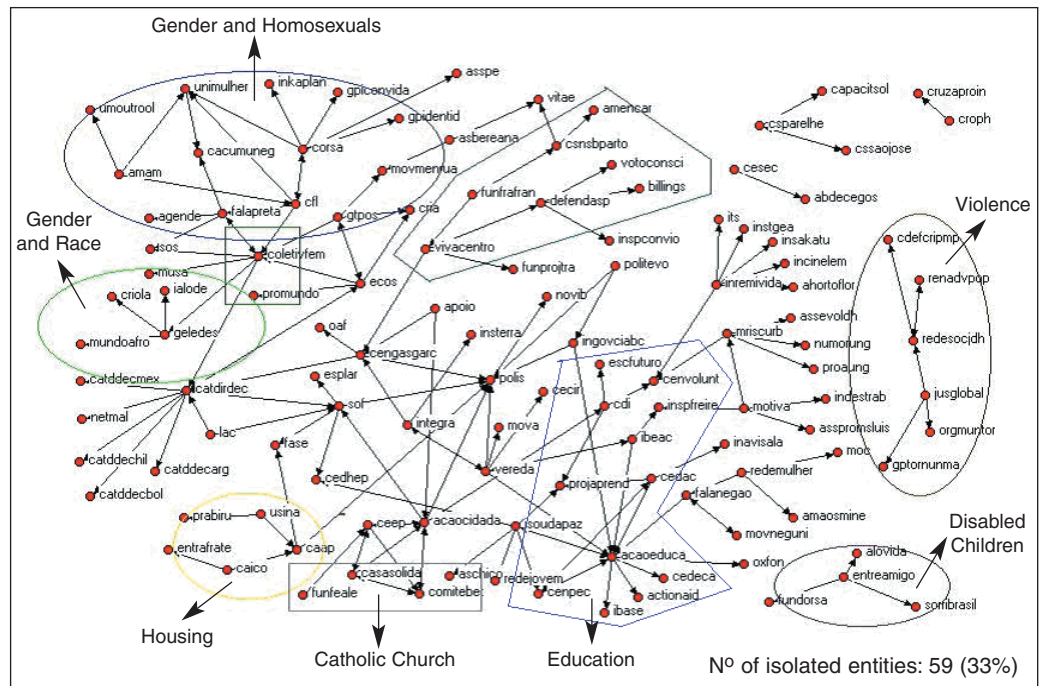 Gender and Homosexuals
asspe
unimulher
inkaplan
gpiconvida
capacitsol
cruzaproin
umoutrool
vitae
amencar
gpidentid
croph
csparelhe
asbereana
corsa
cacumuneg
csnsbparto
cssaojose
votoconsci
amam
movmenrua
cesec
billings
funfrafran
Gender
and Race
cfl
defendasp
abdecegos
Violence
agende
falapreta
gtpos
cria
its
instgea
cdefcripmp
sos
vivacentro
inspconvio
insakatu
coletivfem
musa
funprojtra
politevo
incinelem
renadvpop
ialode
promundo
ecos
inremivida
ahortoflor
criola
novib
apoio
assevoldh
geledes
oaf
insterra
mriscurb
redesocjdh
mundoafro
ingovciabc
numorung
cengasgarc
escfuturo
proaung
catddecmex
esplar
polis
cenvolunt
catdirdec
cecir
jusglobal
indestrab
sof
cdi
inspfreire
motiva
netmal
integra
mova
lac
asspromsluis
orgmuntor
fase
ibeac
inavisala
catddechil
catddecarg
moc
gptornunma
cedhep
vereda
cedac
redemulher
projaprend
catddecbol
falanegao
usina
prabiru
ceep
acaocidada
soudapaz
amaosmine
Disabled
Children
movneguni
entrafrate
caap
acaoeduca
alovida
oxfon
caico
casasolida
aschico
redejovem
cedeca
entreamigo
funfeale
comitebet
cenpec
actionaid
fundorsa
sorribrasil
ibase
Housing
Catholic Church
Education
Nº of isolated entities: 59 (33%)